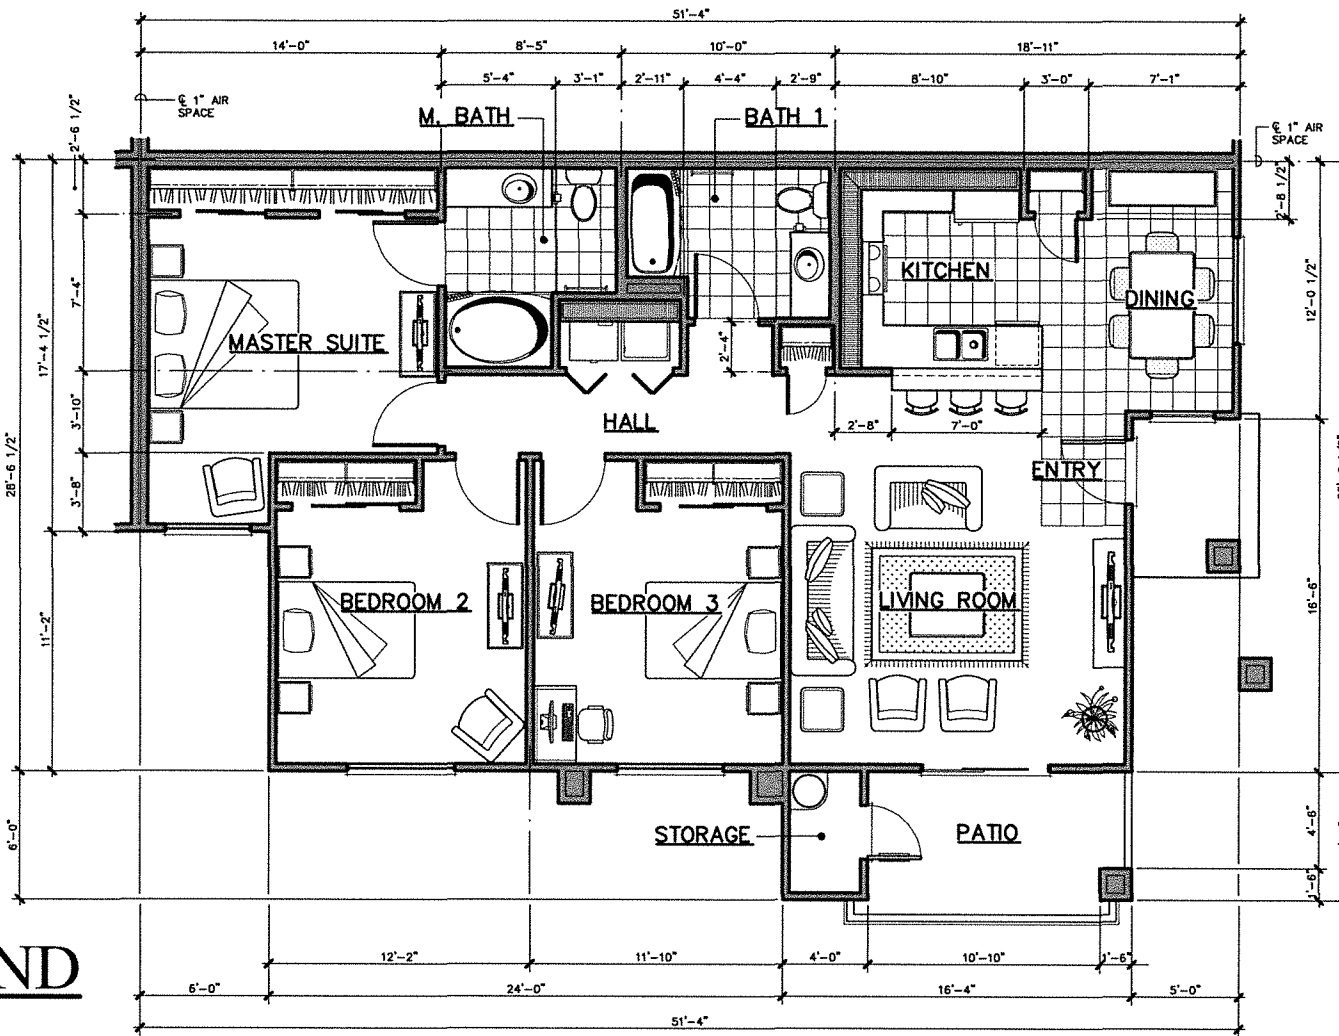 51'-4"
14'-0" 8'-5" 10'-0" 18'-11"
5'-4" 3'-1" 2'-11" 4'-4" 2'-9" 8'-10" 3'-0" 7'-1"
℄ 1" AIR
SPACE
M. BATH
BATH 1
℄ 1" AIR
SPACE
2'-6 1/2"
2'-8 1/2"
KITCHEN
DINING
MASTER SUITE
7'-4"
17'-4 1/2"
12'-0 1/2"
2'-4"
HALL
3'-10"
2'-8" 7'-0"
28'-6 1/2"
ENTRY
3'-8"
BEDROOM 2
BEDROOM 3
LIVING ROOM
11'-2"
16'-6"
STORAGE
PATIO
6'-0"
4'-6"
1'-6"
ND
12'-2" 11'-10" 4'-0" 10'-10" 1'-6"
6'-0" 24'-0" 16'-4" 5'-0"
51'-4"